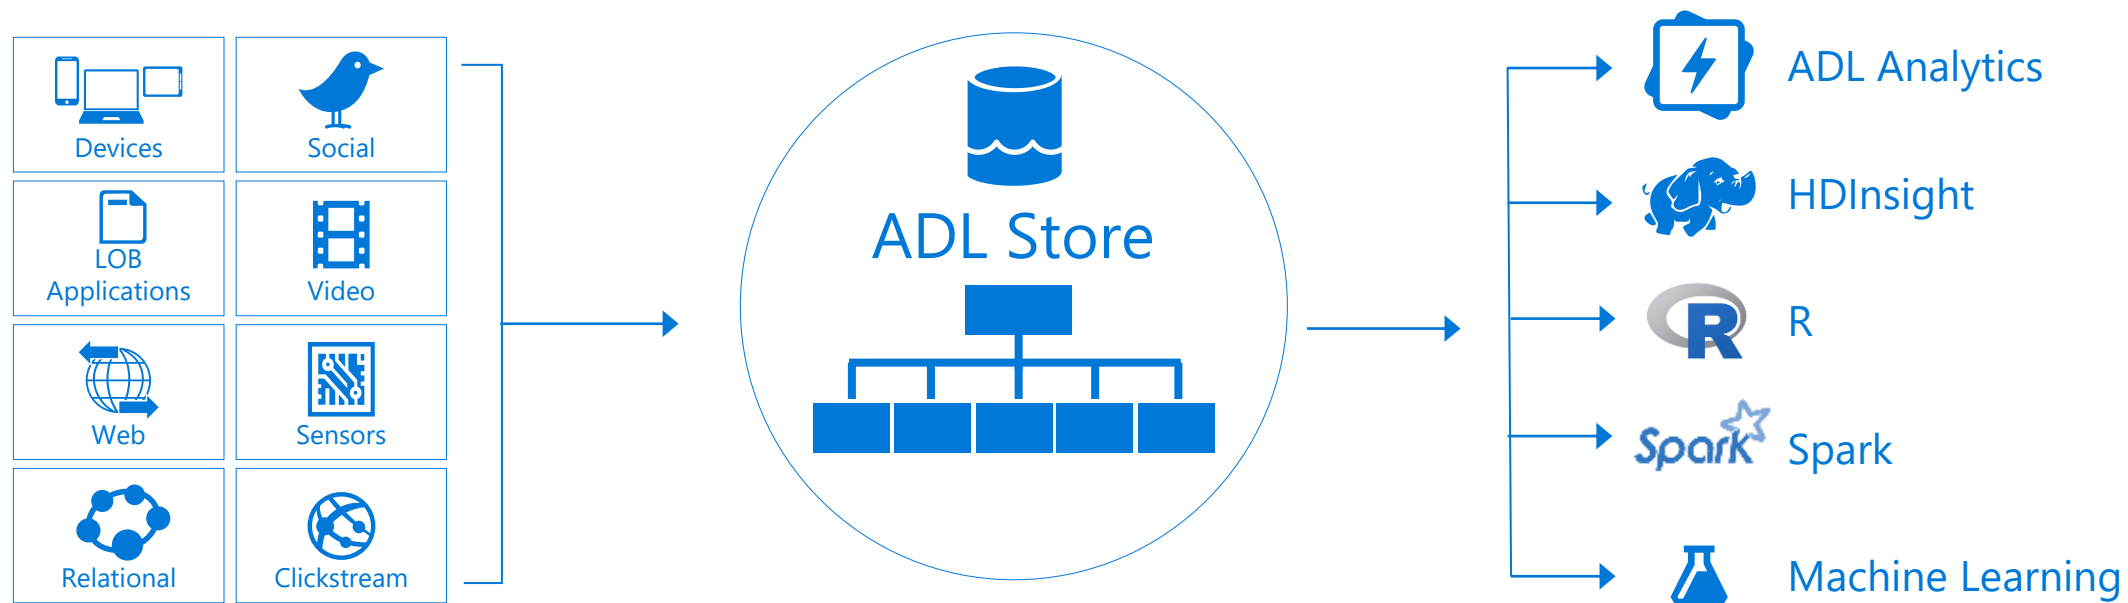 Devices
Social
LOB
Applications
Video
Web
Sensors
Relational
Clickstream
ADL Store
ADL Analytics
HDInsight
R
R
Spark
Spark
Machine Learning